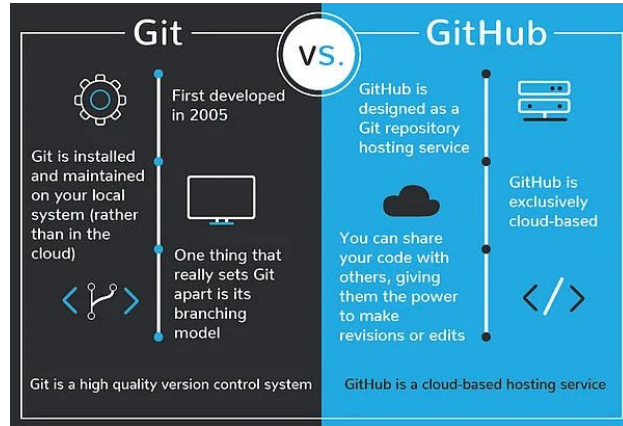 Git
VS.
GitHub
First developed
in 2005
Git is installed
and maintained
on your local
system (rather
than in the
cloud)
One thing that
really sets Git
apart is its
branching
model
Git is a high quality version control system
GitHub is
designed as a
Git repository
hosting service
GitHub is
exclusively
cloud-based
You can share
your code with
others, giving
them the power
to make
revisions or edits
GitHub is a cloud-based hosting service